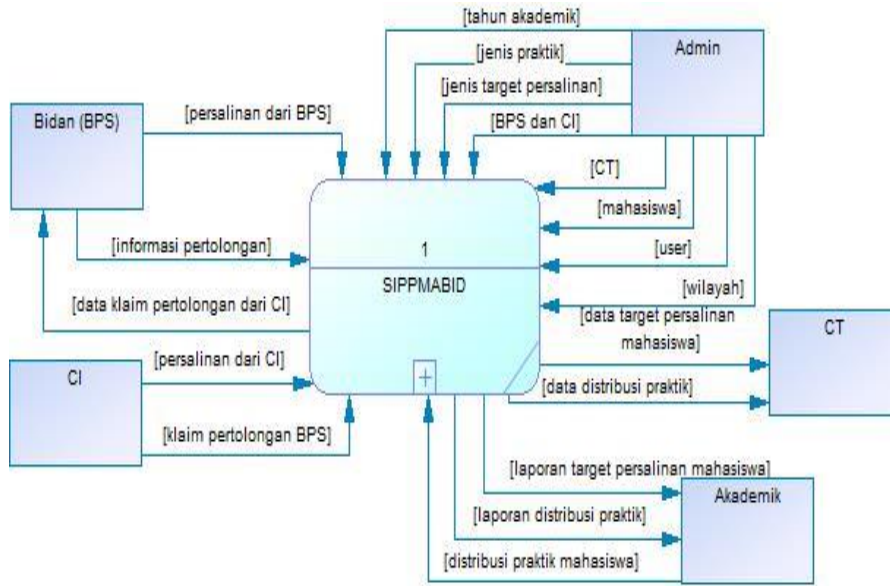 [tahun akademik]
Admin
[jenis praktik]
[jenis target persalinan]
Bidan (BPS)
[persalinan dari BPS]
[BPS dan CI]
[CT]
[mahasiswa]
[informasi pertolongan]
1
[user]
SIPPMABID
[wilayah]
[data klaim pertolongan dari CI]
[data target persalinan
mahasiswa]
CT
CI
[persalinan dari CI]
+
[data distribusi praktik]
[klaim pertolongan BPS]
[laporan target persalinan mahasiswa]
Akademik
[laporan distribusi praktik]
[distribusi praktik mahasiswa]